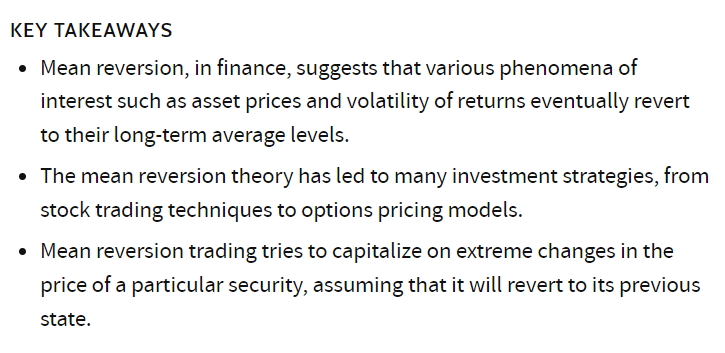 KEY TAKEAWAYS
• Mean reversion, in finance, suggests that various phenomena of
interest such as asset prices and volatility of returns eventually revert
to their long-term average levels.
• The mean reversion theory has led to many investment strategies, from
stock trading techniques to options pricing models.
• Mean reversion trading tries to capitalize on extreme changes in the
price of a particular security, assuming that it will revert to its previous
state.